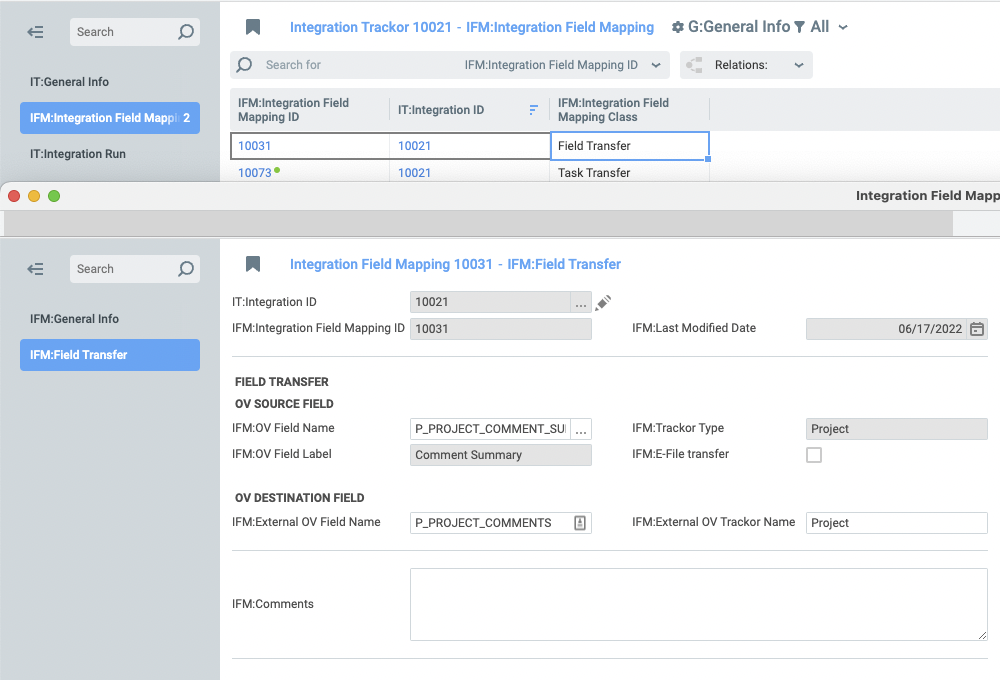 Search
Integration Trackor 10021 - IFM:Integration Field Mapping G:General Info All
Search for IFM:Integration Field Mapping ID Relations:
IT:General Info
IFM:Integration Field Mappi 2
IT:Integration Run
IFM:Integration Field Mapping ID IT:Integration ID IFM:Integration Field Mapping Class
10031 10021 Field Transfer
10073 10021 Task Transfer
Integration Field Mapp
Search
Integration Field Mapping 10031 - IFM:Field Transfer
IFM:General Info
IFM:Field Transfer
IT:Integration ID 10021 ...
IFM:Integration Field Mapping ID 10031 IFM:Last Modified Date 06/17/2022
FIELD TRANSFER
OV SOURCE FIELD
IFM:OV Field Name P_PROJECT_COMMENT_SU ... IFM:Trackor Type Project
IFM:OV Field Label Comment Summary IFM:E-File transfer
OV DESTINATION FIELD
IFM:External OV Field Name P_PROJECT_COMMENTS IFM:External OV Trackor Name Project
IFM:Comments